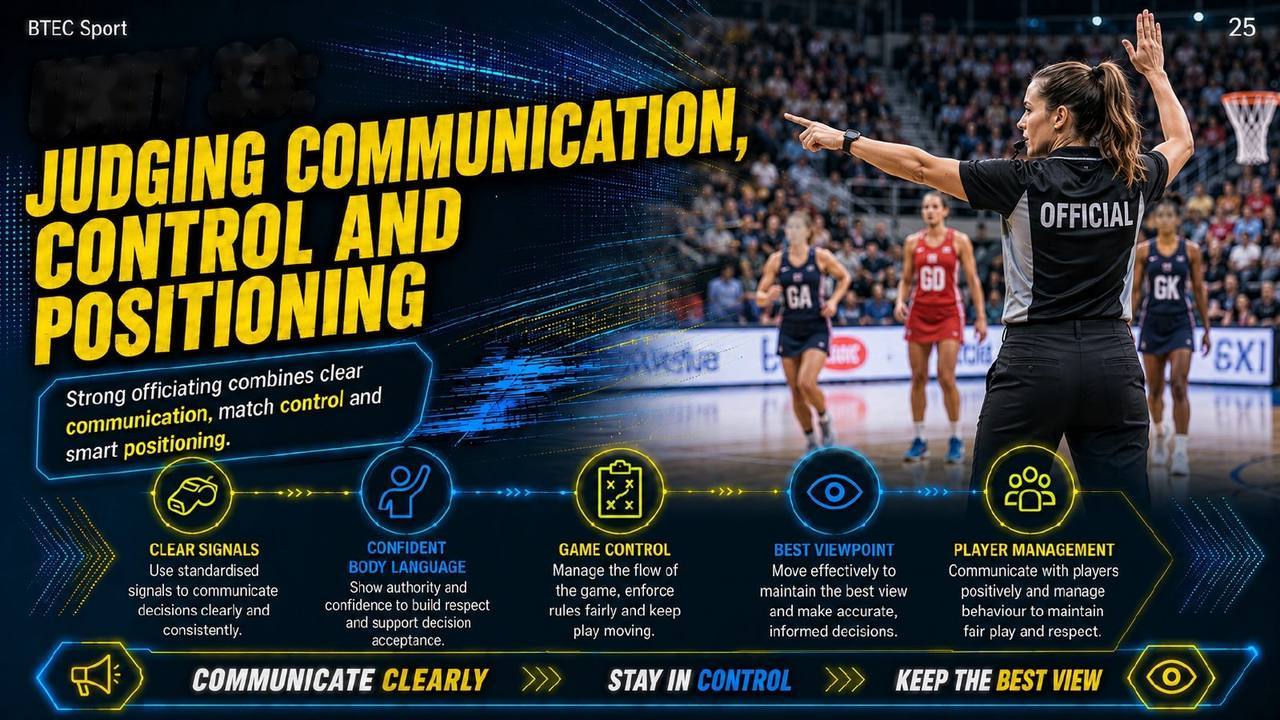 BTEC Sport
25
JUDGING COMMUNICATION,
CONTROL AND
POSITIONING
Strong officiating combines clear
communication, match control and
smart positioning.
OFFICIAL
GA
GD
GK
CLEAR SIGNALS
Use standardised
signals to communicate
decisions clearly and
consistently.
CONFIDENT
BODY LANGUAGE
Show authority and
confidence to build respect
and support decision
acceptance.
GAME CONTROL
Manage the flow of
the game, enforce
rules fairly and keep
play moving.
BEST VIEWPOINT
Move effectively to
maintain the best view
and make accurate,
informed decisions.
PLAYER MANAGEMENT
Communicate with players
positively and manage
behaviour to maintain
fair play and respect.
COMMUNICATE CLEARLY
STAY IN CONTROL
KEEP THE BEST VIEW